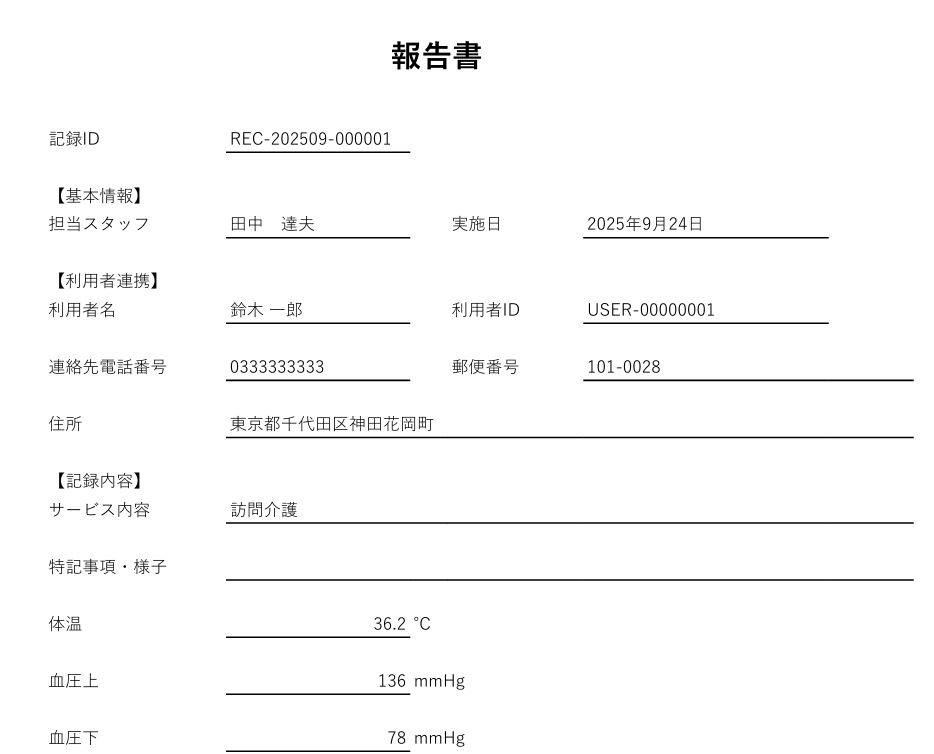 報告書
記録ID REC-202509-000001
【基本情報】
担当スタッフ 田中　達夫 実施日 2025年9月24日
【利用者連携】
利用者名 鈴木 一郎 利用者ID USER-00000001
連絡先電話番号 0333333333 郵便番号 101-0028
住所 東京都千代田区神田花岡町
【記録内容】
サービス内容 訪問介護
特記事項・様子
体温 36.2 ℃
血圧上 136 mmHg
血圧下 78 mmHg